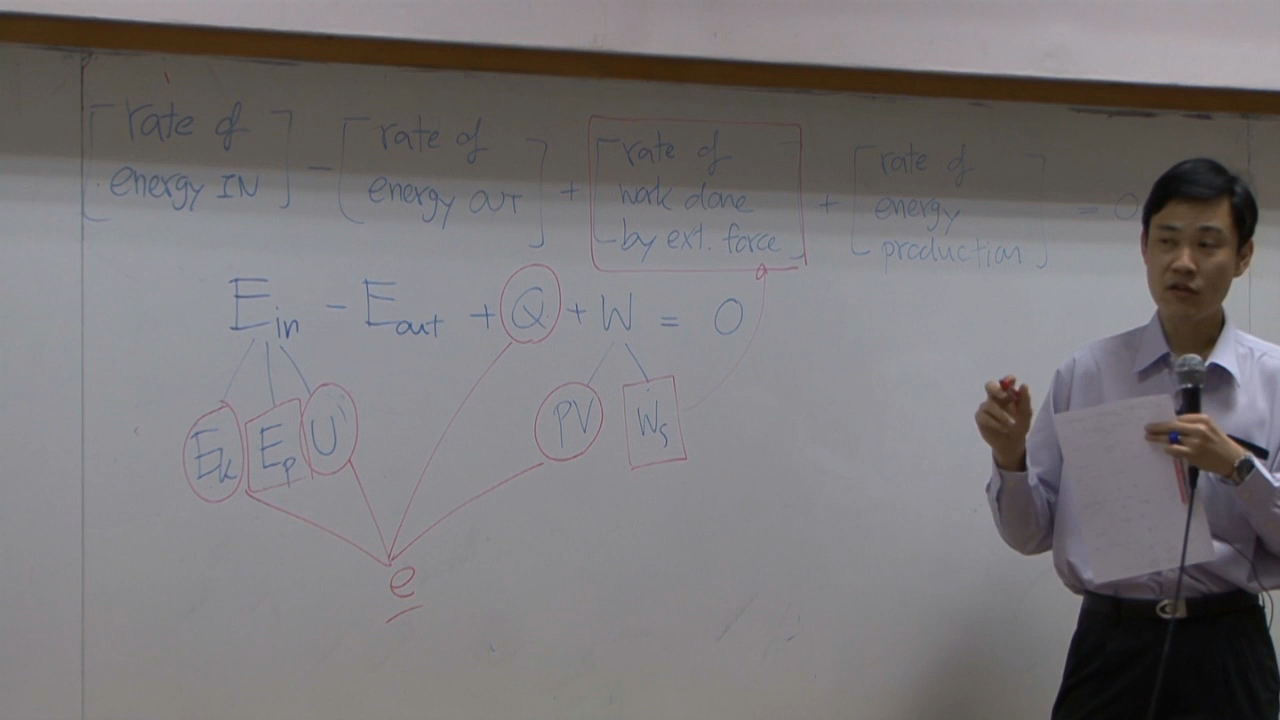 [rate of energy IN] - [rate of energy OUT] + [rate of work done by ext. force] + [rate of energy production] = 0
E_in - E_out + Q + W = 0
E_k E_p U PV W_s
e